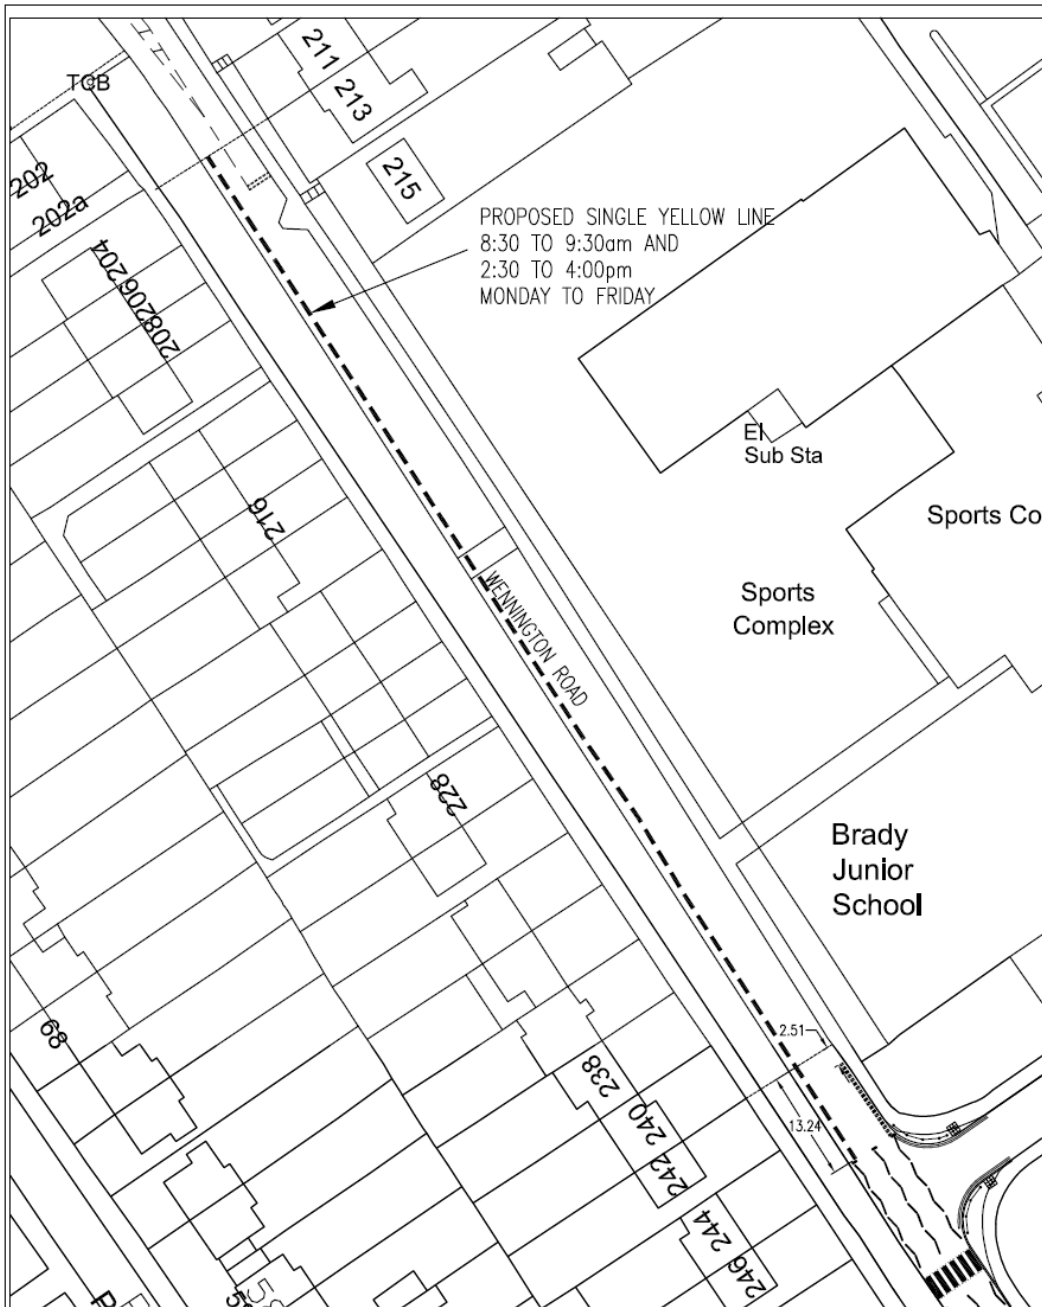 TCB
211
213
215
202
202a
204
206
208
PROPOSED SINGLE YELLOW LINE
8:30 TO 9:30am AND
2:30 TO 4:00pm
MONDAY TO FRIDAY
El
Sub Sta
216
Sports Co
WENNINGTON ROAD
Sports
Complex
228
Brady
Junior
School
89
2.51
238
13.24
240
242
244
246